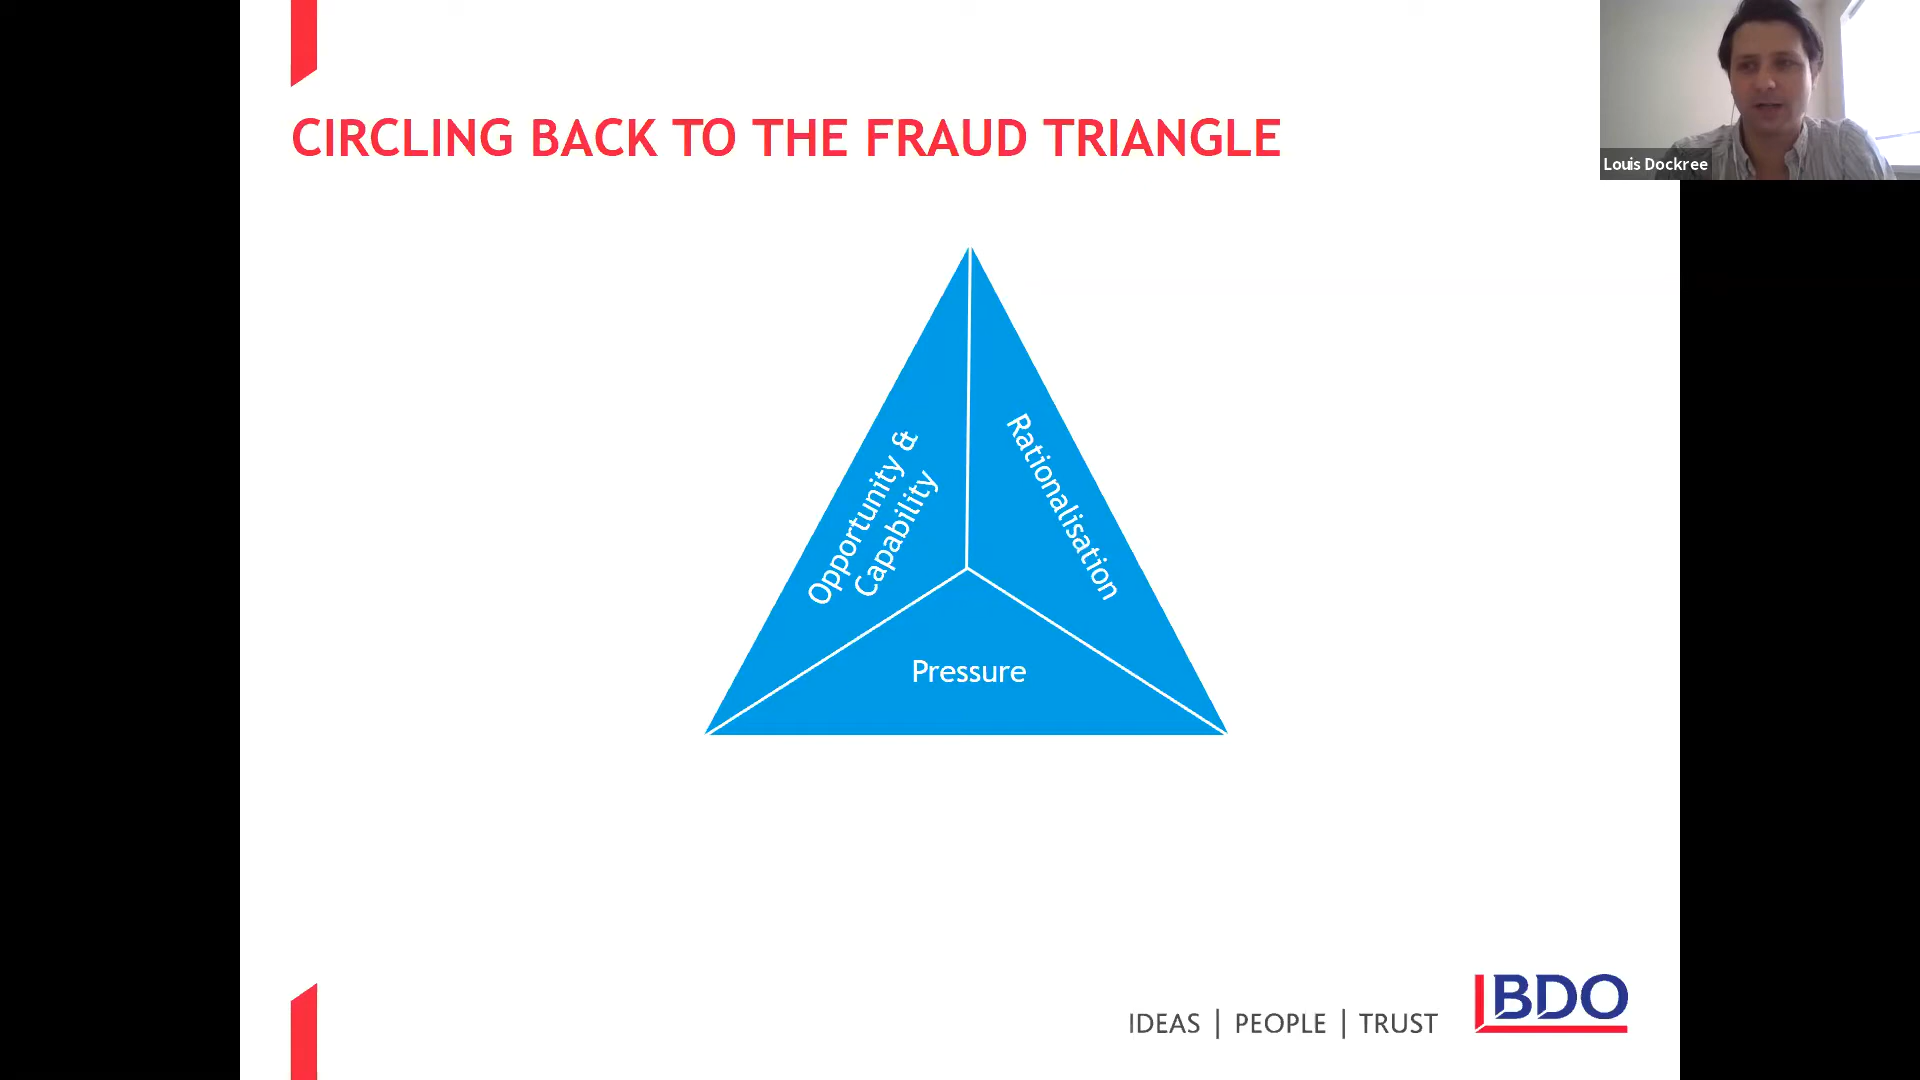 CIRCLING BACK TO THE FRAUD TRIANGLE
Louis Dockree
Opportunity &
Capability
Rationalisation
Pressure
IDEAS | PEOPLE | TRUST
BDO